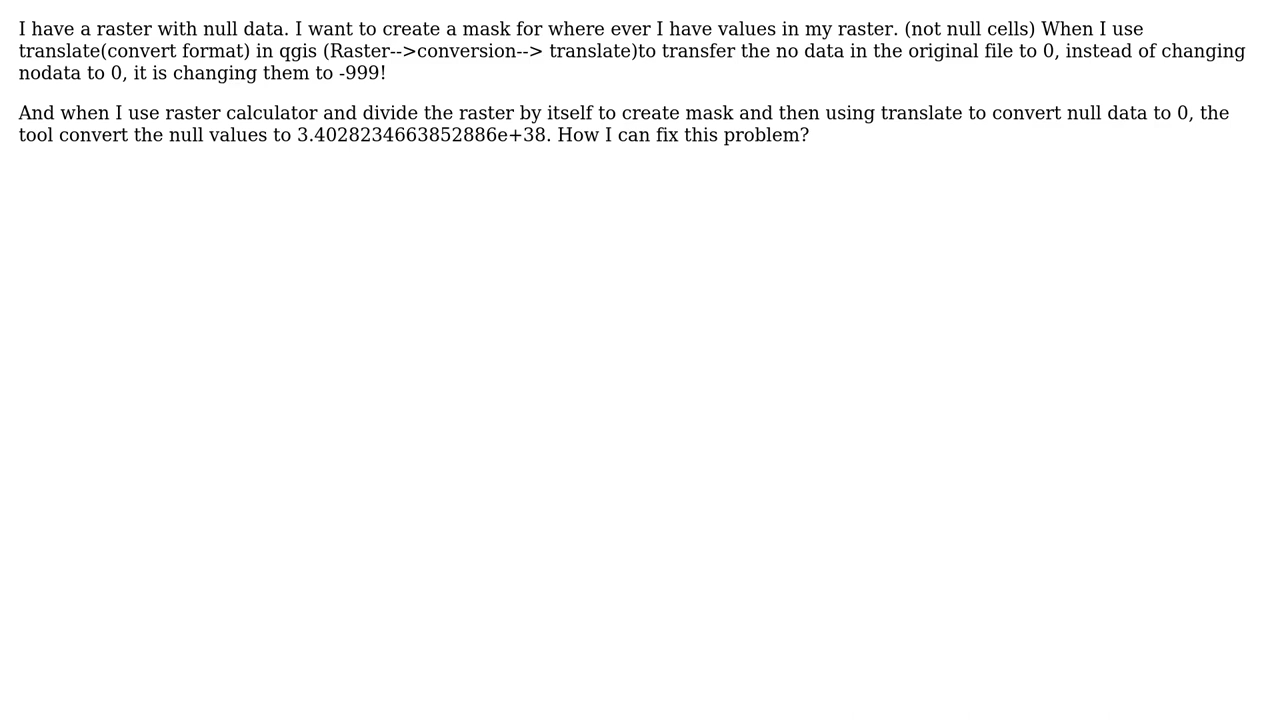 I have a raster with null data. I want to create a mask for where ever I have values in my raster. (not null cells) When I use
translate(convert format) in qgis (Raster-->conversion--> translate)to transfer the no data in the original file to 0, instead of changing
nodata to 0, it is changing them to -999!
And when I use raster calculator and divide the raster by itself to create mask and then using translate to convert null data to 0, the
tool convert the null values to 3.4028234663852886e+38. How I can fix this problem?